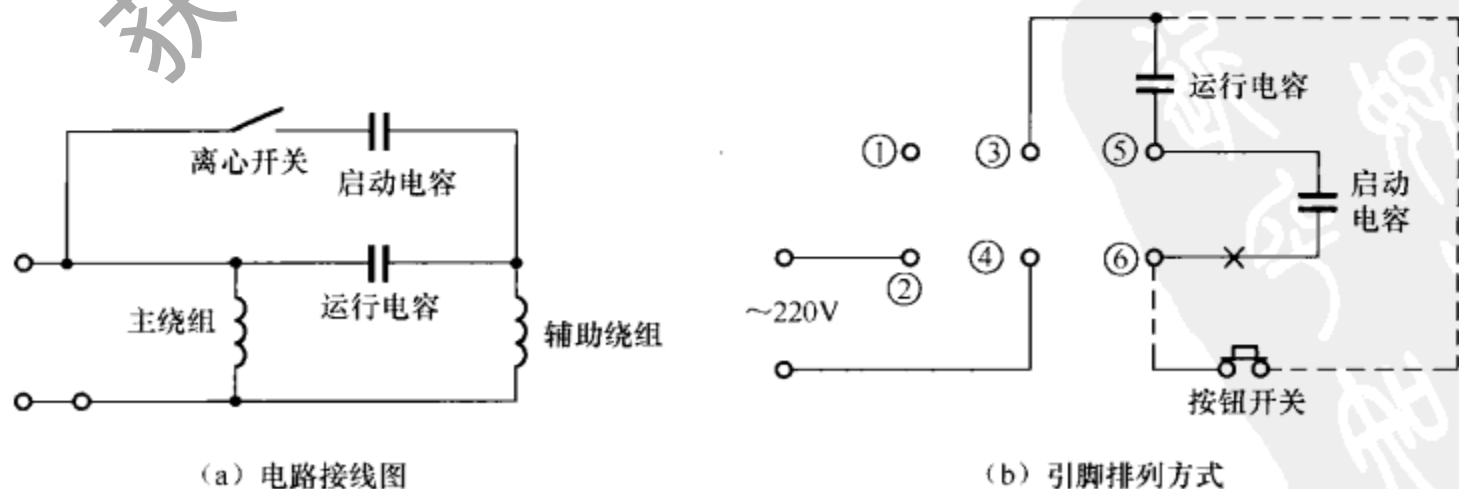 离心开关
启动电容
运行电容
主绕组
辅助绕组
(a) 电路接线图
运行电容
① ③ ⑤
启动
电容
② ④ ⑥
~220V
按钮开关
(b) 引脚排列方式